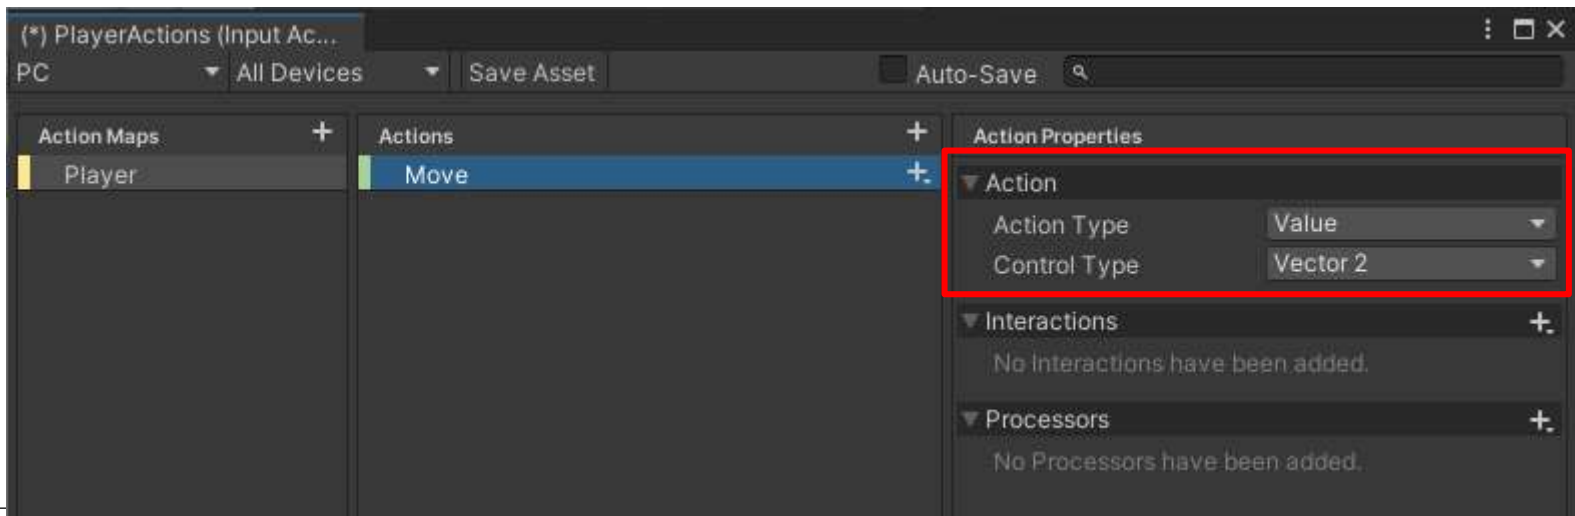 (*) PlayerActions (Input Ac...
PC All Devices Save Asset Auto-Save
Action Maps + Actions + Action Properties
Player Move +
Action
Action Type Value
Control Type Vector 2
Interactions +
No Interactions have been added.
Processors +
No Processors have been added.